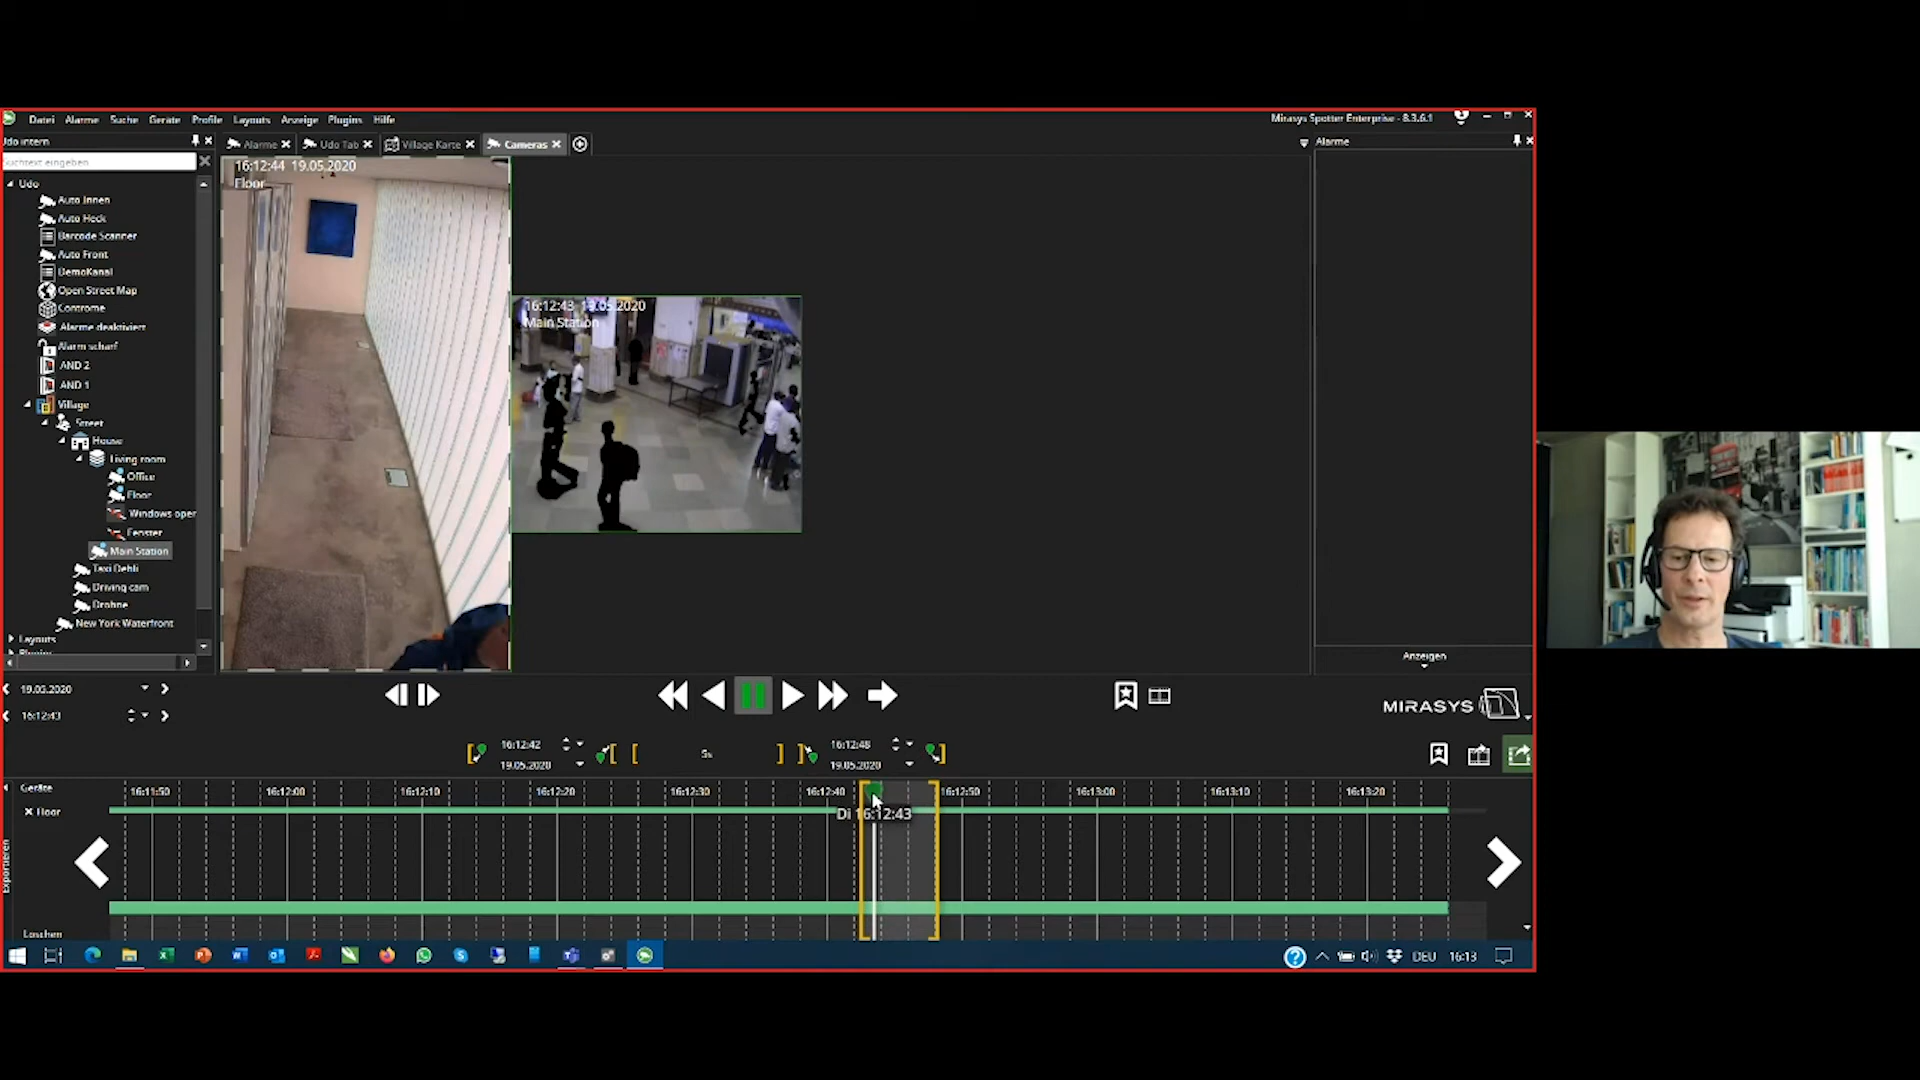 Datei Alarme Suche Geräte Profile Layouts Anzeige Plugins Hilfe
Mirasys Spotter Enterprise - 8.3.6.1
Udo intern
Suchtext eingeben
Alarme
Udo Tab
Village Karte
Cameras
Alarme
Udo
Auto Innen
Auto Heck
Barcode Scanner
Auto Front
DemoKanal
Open Street Map
Controme
Alarme deaktiviert
Alarm scharf
AND 2
AND 1
Village
Street
House
Living room
Office
Floor
Windows oper
Fenster
Main Station
Taxi Dehli
Driving cam
Drohne
New York Waterfront
Layouts
Plugins
16:12:44 19.05.2020
Floor
16:12:43 19.05.2020
Main Station
Anzeigen
19.05.2020
16:12:43
MIRASYS
16:12:42
19.05.2020
5s
16:12:48
19.05.2020
Geräte
16:11:50 16:12:00 16:12:10 16:12:20 16:12:30 16:12:40 16:12:50 16:13:00 16:13:10 16:13:20
Floor
Di 16:12:43
Exportieren
Löschen
DEU 16:13